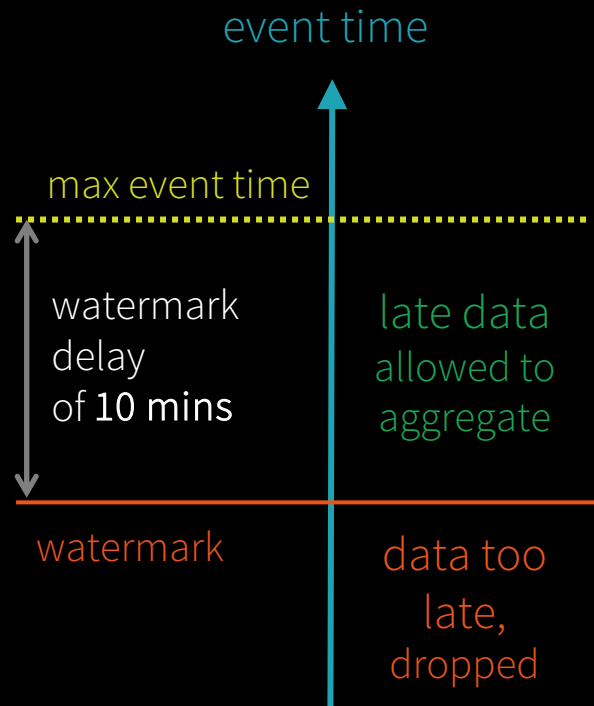 event time
max event time
watermark
delay
of 10 mins
late data
allowed to
aggregate
watermark
data too
late,
dropped